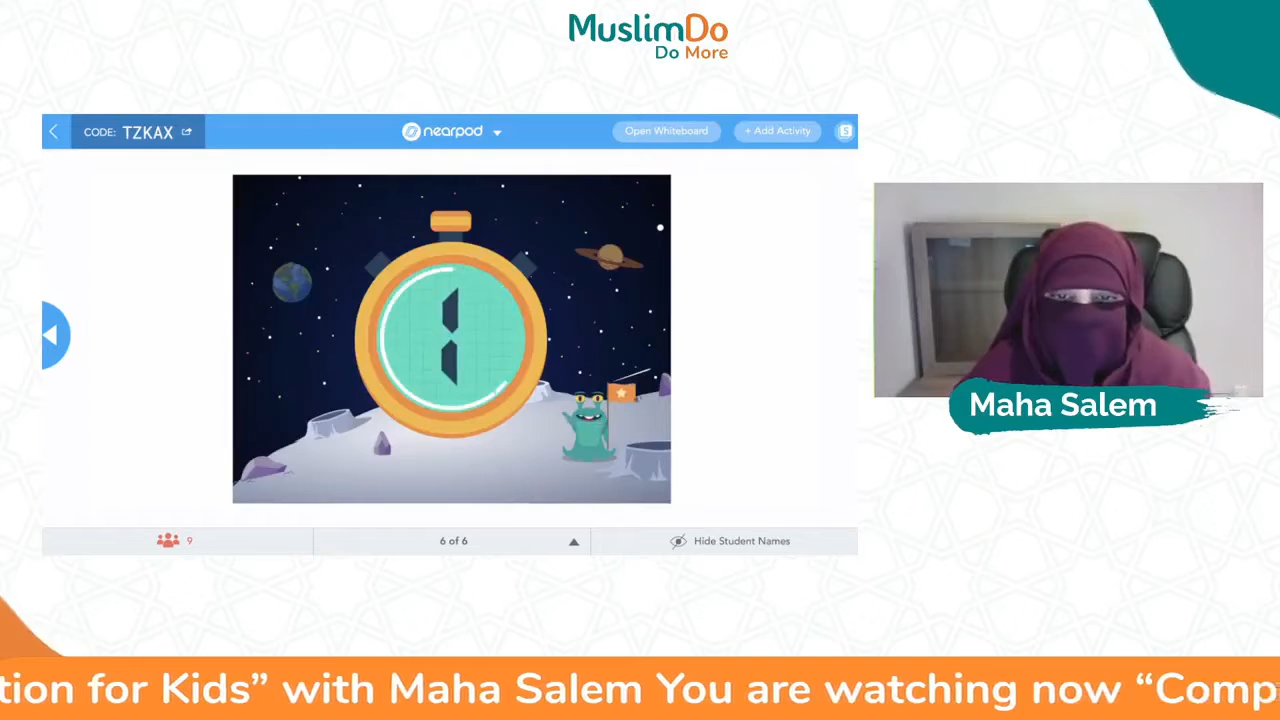 MuslimDo
Do More
CODE: TZKAX
nearpod
Open Whiteboard
+ Add Activity
S
1
Maha Salem
9
6 of 6
Hide Student Names
tion for Kids” with Maha Salem You are watching now “Comp